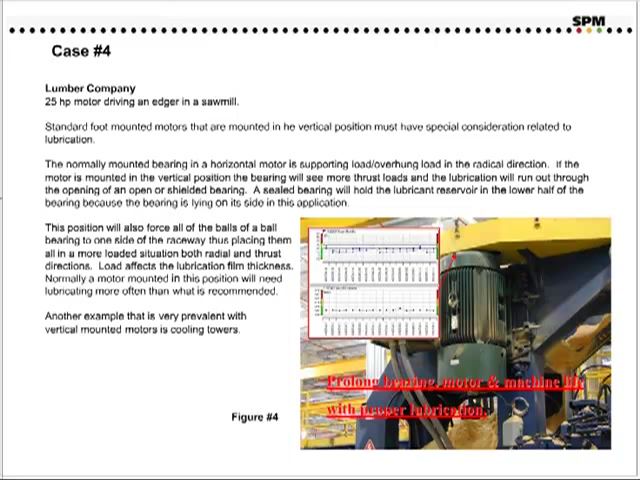 SPM
Case #4
Lumber Company
25 hp motor driving an edger in a sawmill.
Standard foot mounted motors that are mounted in he vertical position must have special consideration related to
lubrication.
The normally mounted bearing in a horizontal motor is supporting load/overhung load in the radical direction. If the
motor is mounted in the vertical position the bearing will see more thrust loads and the lubrication will run out through
the opening of an open or shielded bearing. A sealed bearing will hold the lubricant reservoir in the lower half of the
bearing because the bearing is lying on its side in this application.
This position will also force all of the balls of a ball
bearing to one side of the raceway thus placing them
all in a more loaded situation both radial and thrust
directions. Load affects the lubrication film thickness.
Normally a motor mounted in this position will need
lubricating more often than what is recommended.
Another example that is very prevalent with
vertical mounted motors is cooling towers.
Prolong bearing, motor & machine life
with proper lubrication.
Figure #4